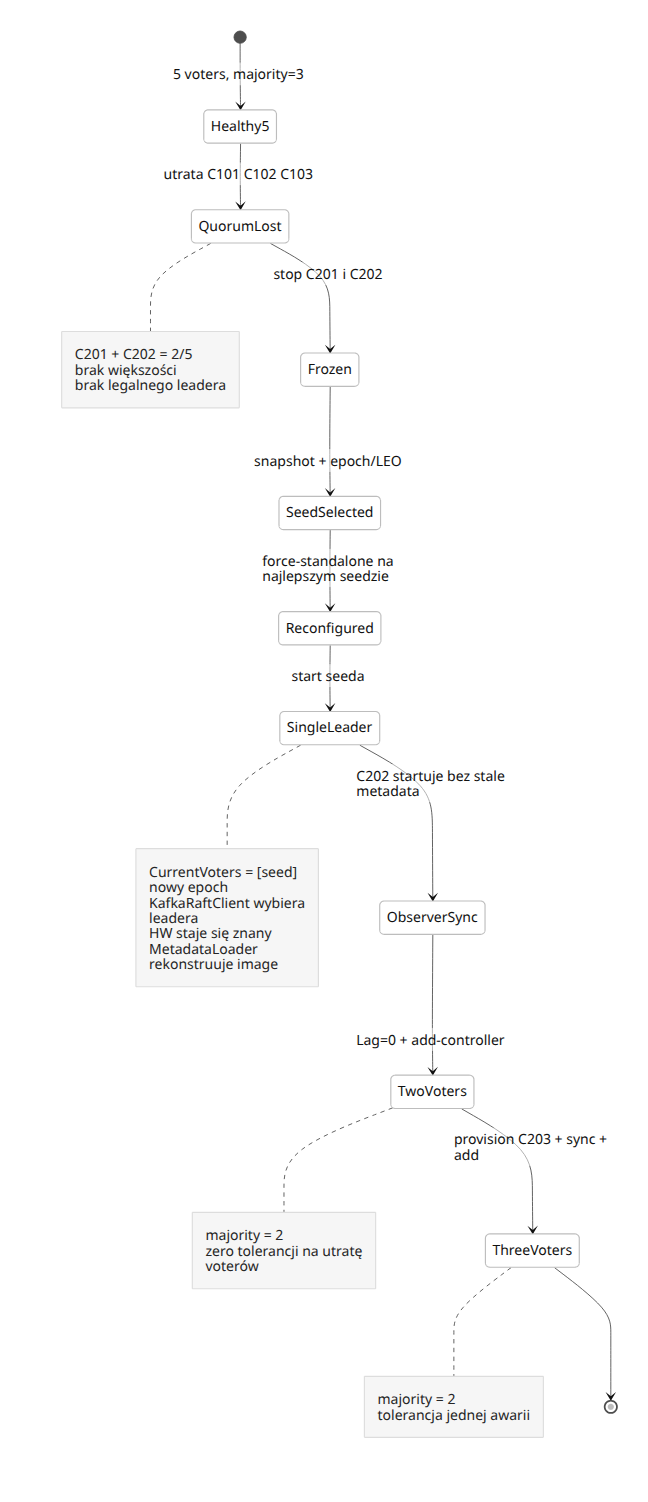 5 voters, majority=3
Healthy5
utrata C101 C102 C103
QuorumLost
stop C201 i C202
C201 + C202 = 2/5
brak większości
brak legalnego leadera
Frozen
snapshot + epoch/LEO
SeedSelected
force-standalone na
najlepszym seedzie
Reconfigured
start seeda
SingleLeader
C202 startuje bez stale
metadata
CurrentVoters = [seed]
nowy epoch
KafkaRaftClient wybiera
leadera
HW staje się znany
MetadataLoader
rekonstruuje image
ObserverSync
Lag=0 + add-controller
TwoVoters
provision C203 + sync +
add
majority = 2
zero tolerancji na utratę
voterów
ThreeVoters
majority = 2
tolerancja jednej awarii